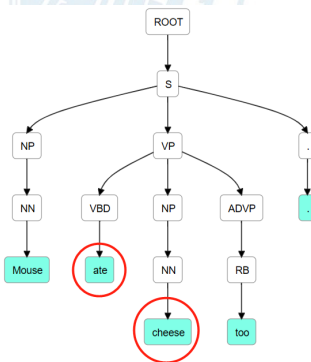 ROOT
S
NP VP .
NN VBD NP ADVP .
Mouse ate NN RB
cheese too